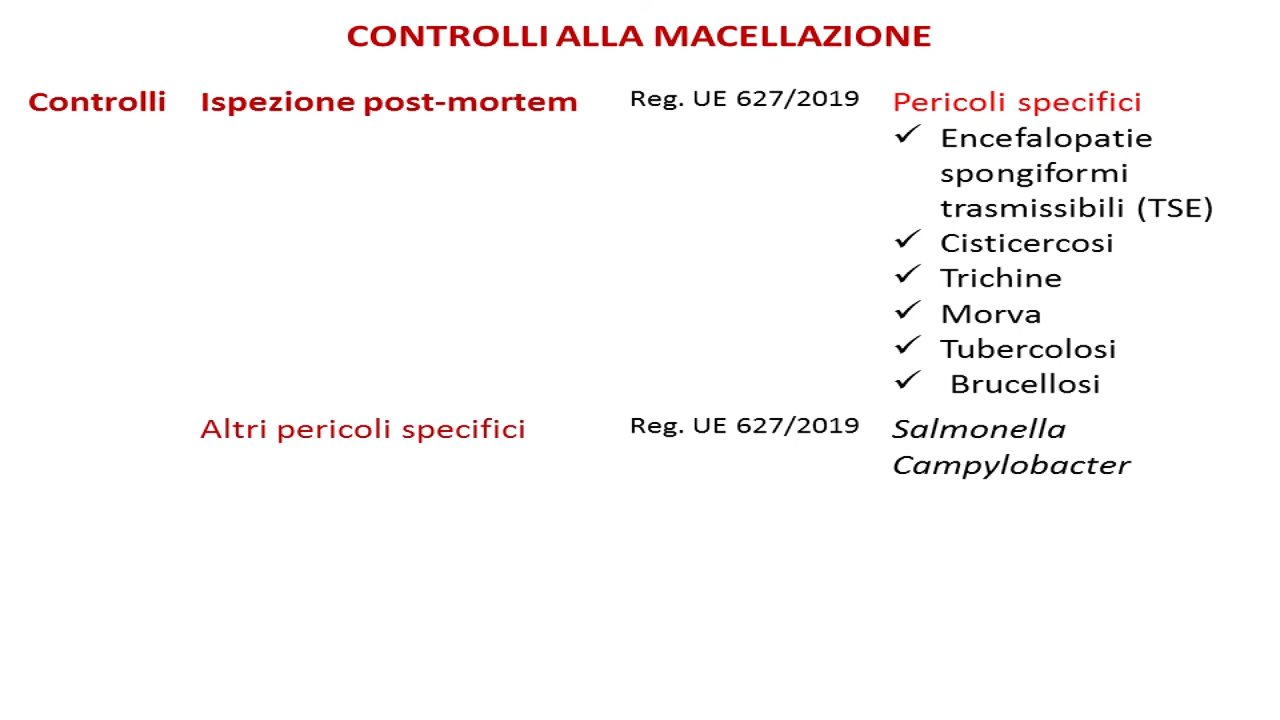 CONTROLLI ALLA MACELLAZIONE
Controlli Ispezione post-mortem Reg. UE 627/2019 Pericoli specifici
✓ Encefalopatie
spongiformi
trasmissibili (TSE)
✓ Cisticercosi
✓ Trichine
✓ Morva
✓ Tubercolosi
✓ Brucellosi
Altri pericoli specifici Reg. UE 627/2019 Salmonella
Campylobacter